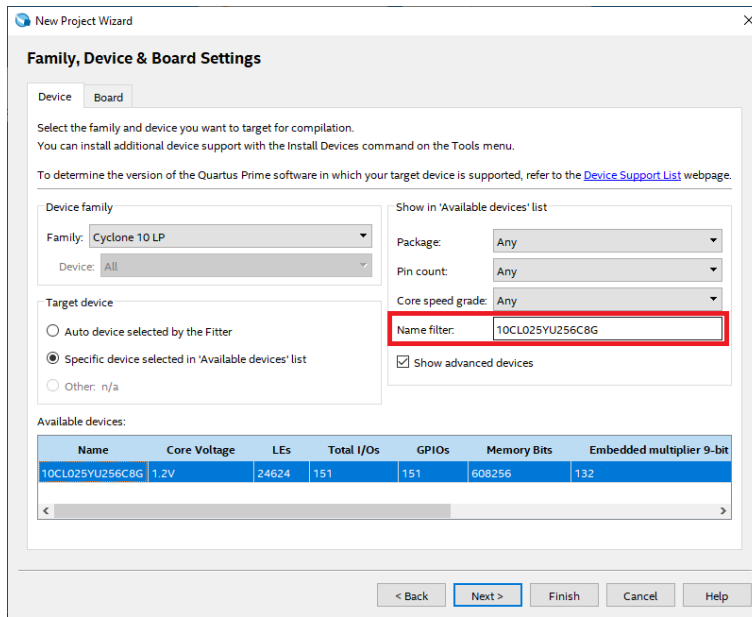 New Project Wizard
Family, Device & Board Settings
Device Board
Select the family and device you want to target for compilation.
You can install additional device support with the Install Devices command on the Tools menu.
To determine the version of the Quartus Prime software in which your target device is supported, refer to the Device Support List webpage.
Device family
Family: Cyclone 10 LP
Device: All
Target device
Auto device selected by the Fitter
Specific device selected in 'Available devices' list
Other: n/a
Show in 'Available devices' list
Package: Any
Pin count: Any
Core speed grade: Any
Name filter: 10CL025YU256C8G
Show advanced devices
Available devices:
Name Core Voltage LEs Total I/Os GPIOs Memory Bits Embedded multiplier 9-bit
10CL025YU256C8G 1.2V 24624 151 151 608256 132
< Back Next > Finish Cancel Help